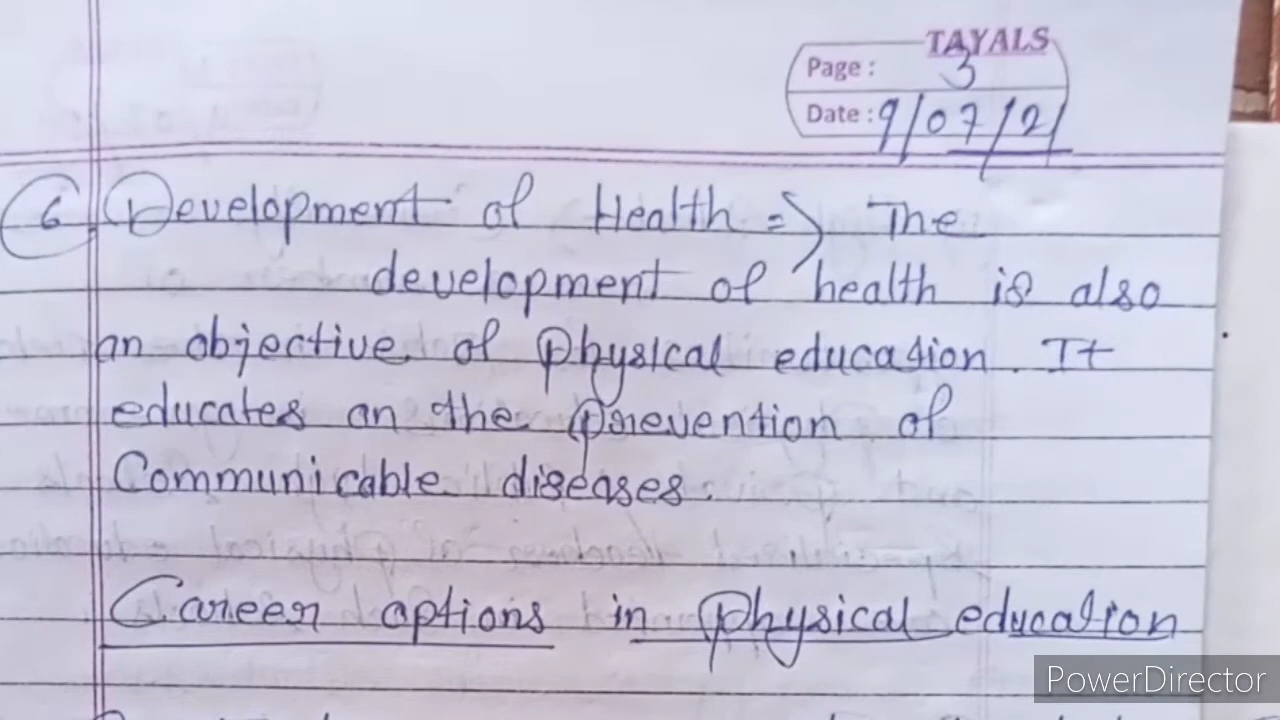 TAYALS
Page: 3
Date: 9/07/21
6. Development of Health => The
development of health is also
an objective of physical education. It
educates on the prevention of
Communicable diseases.
Career options in physical education
PowerDirector